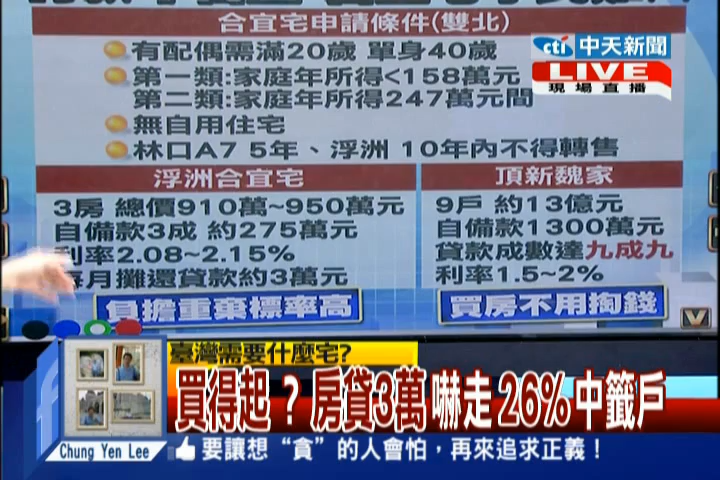 合宜宅申請條件(雙北)
有配偶需滿20歲 單身40歲
第一類:家庭年所得<158萬元
第二類:家庭年所得247萬元間
無自用住宅
林口A7 5年、浮洲 10年內不得轉售
cti 中天新聞
LIVE
現場直播
浮洲合宜宅
3房 總價910萬~950萬元
自備款3成 約275萬元
利率2.08~2.15%
每月攤還貸款約3萬元
負擔重棄標率高
頂新魏家
9戶 約13億元
自備款1300萬元
貸款成數達九成九
利率1.5~2%
買房不用掏錢
臺灣需要什麼宅?
買得起？房貸3萬 嚇走 26% 中籤戶
Chung Yen Lee
要讓想“貪”的人會怕，再來追求正義！